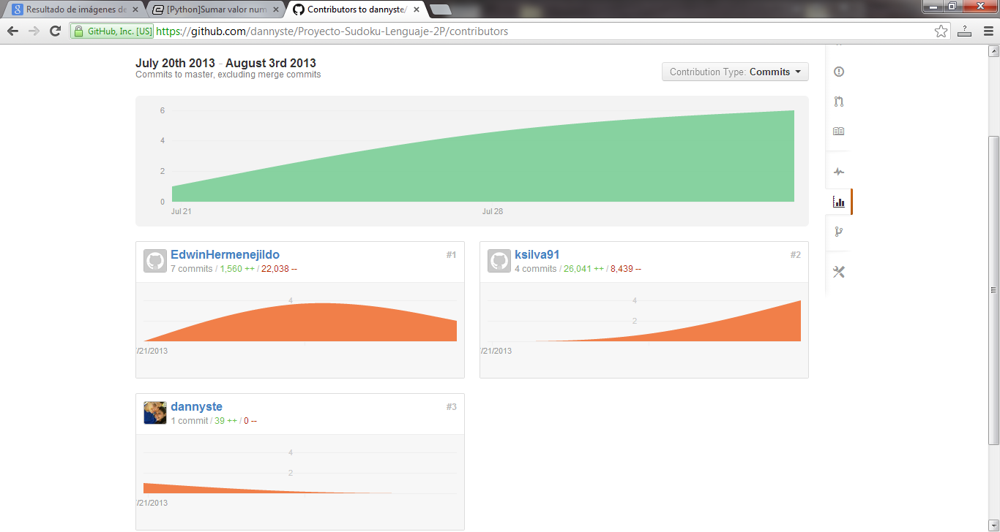 Resultado de imágenes de
[Python]Sumar valor num
Contributors to dannyste/
GitHub, Inc. [US] https://github.com/dannyste/Proyecto-Sudoku-Lenguaje-2P/contributors
July 20th 2013 - August 3rd 2013
Commits to master, excluding merge commits
Contribution Type: Commits
6
4
2
0
Jul 21 Jul 28
EdwinHermenejildo #1
7 commits / 1,560 ++ / 22,038 --
4
/21/2013
ksilva91 #2
4 commits / 26,041 ++ / 8,439 --
4
2
/21/2013
dannyste #3
1 commit / 39 ++ / 0 --
4
2
/21/2013